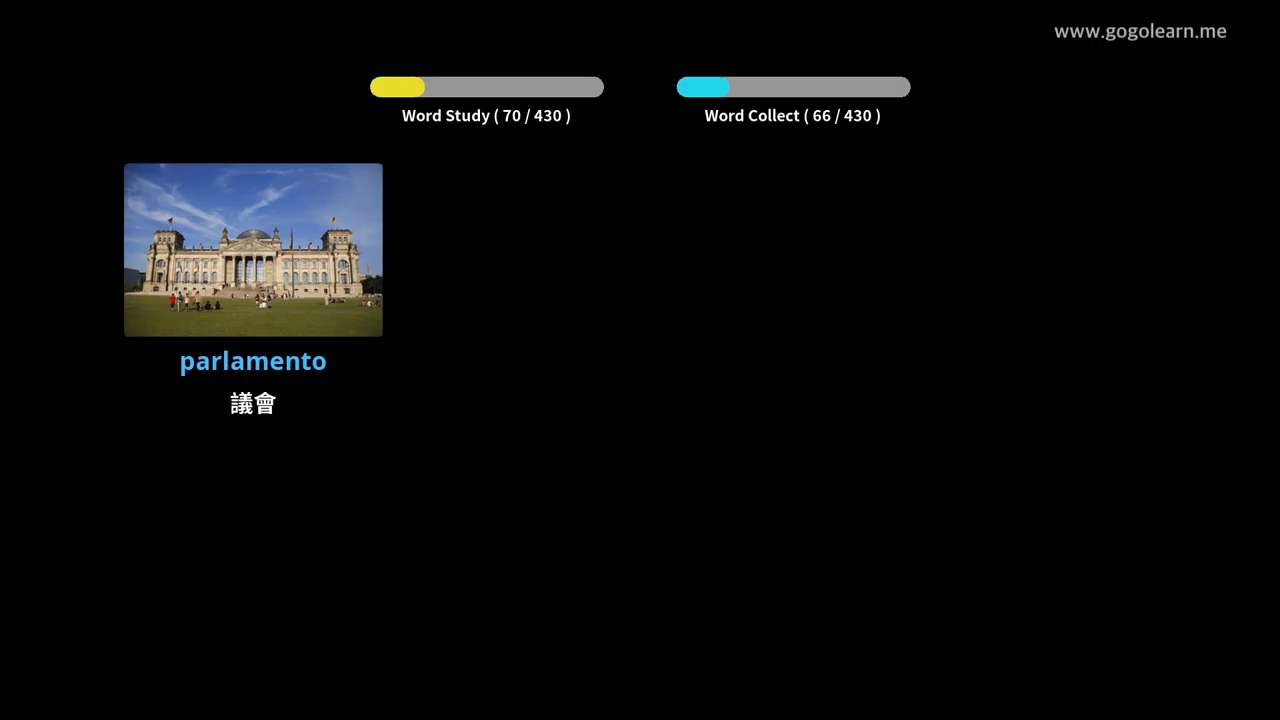 www.gogolearn.me
Word Study ( 70 / 430 )
Word Collect ( 66 / 430 )
parlamento
議會